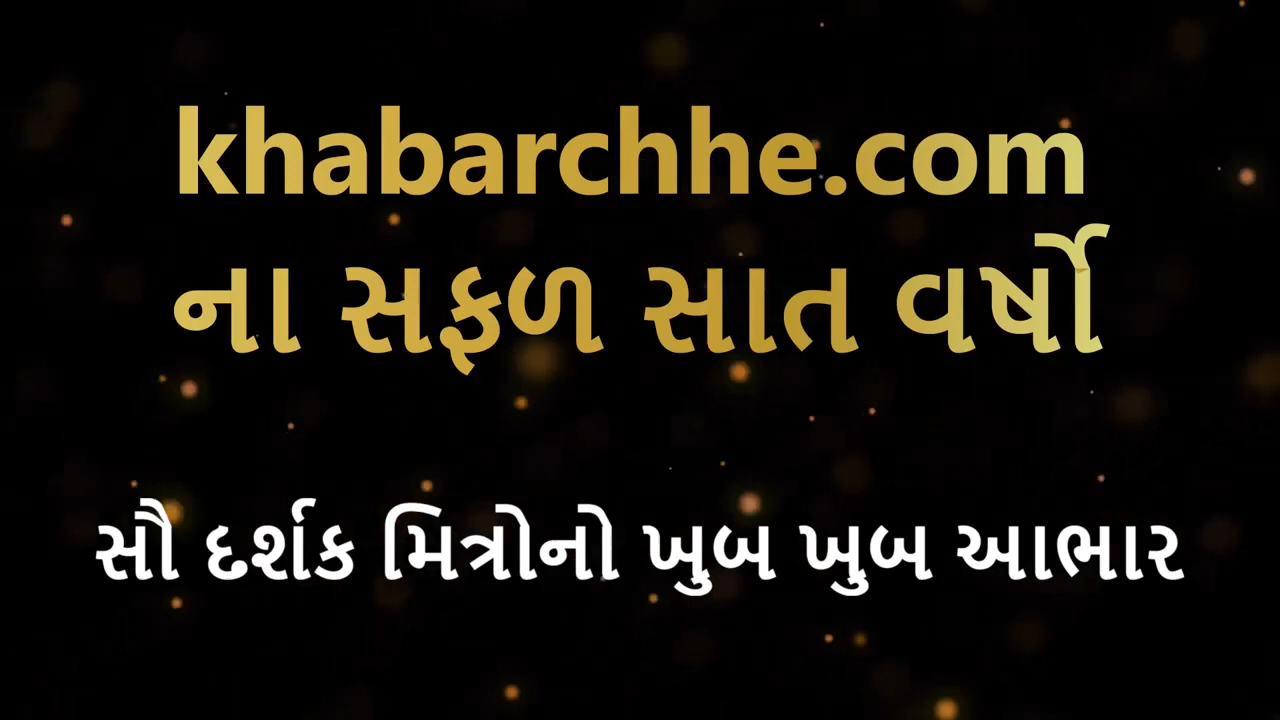 khabarchhe.com
ના સફળ સાત વર્ષો
સૌ દર્શક મિત્રોનો ખુબ ખુબ આભાર